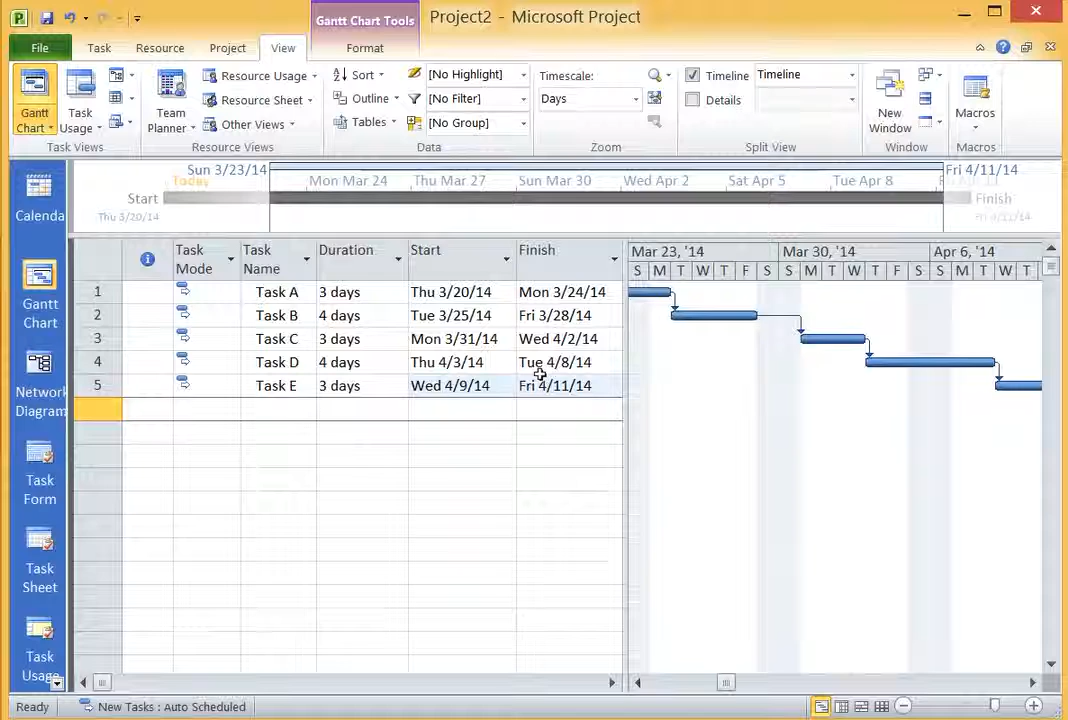 Gantt Chart Tools
Project2 - Microsoft Project
File
Task
Resource
Project
View
Format
Gantt
Chart
Task
Usage
Task Views
Team
Planner
Resource Usage
Resource Sheet
Other Views
Resource Views
Sort
Outline
Tables
[No Highlight]
[No Filter]
[No Group]
Data
Timescale:
Days
Zoom
Timeline
Timeline
Details
Split View
New
Window
Window
Macros
Macros
Sun 3/23/14
Fri 4/11/14
Today
Mon Mar 24
Thu Mar 27
Sun Mar 30
Wed Apr 2
Sat Apr 5
Tue Apr 8
Start
Thu 3/20/14
Finish
Fri 4/11/14
Calenda
Gantt
Chart
Network
Diagram
Task
Form
Task
Sheet
Task
Usage
Task Mode
Task Name
Duration
Start
Finish
Mar 23, '14
Mar 30, '14
Apr 6, '14
S M T W T F S S M T W T F S S M T W T
1 Task A 3 days Thu 3/20/14 Mon 3/24/14
2 Task B 4 days Tue 3/25/14 Fri 3/28/14
3 Task C 3 days Mon 3/31/14 Wed 4/2/14
4 Task D 4 days Thu 4/3/14 Tue 4/8/14
5 Task E 3 days Wed 4/9/14 Fri 4/11/14
Ready
New Tasks : Auto Scheduled